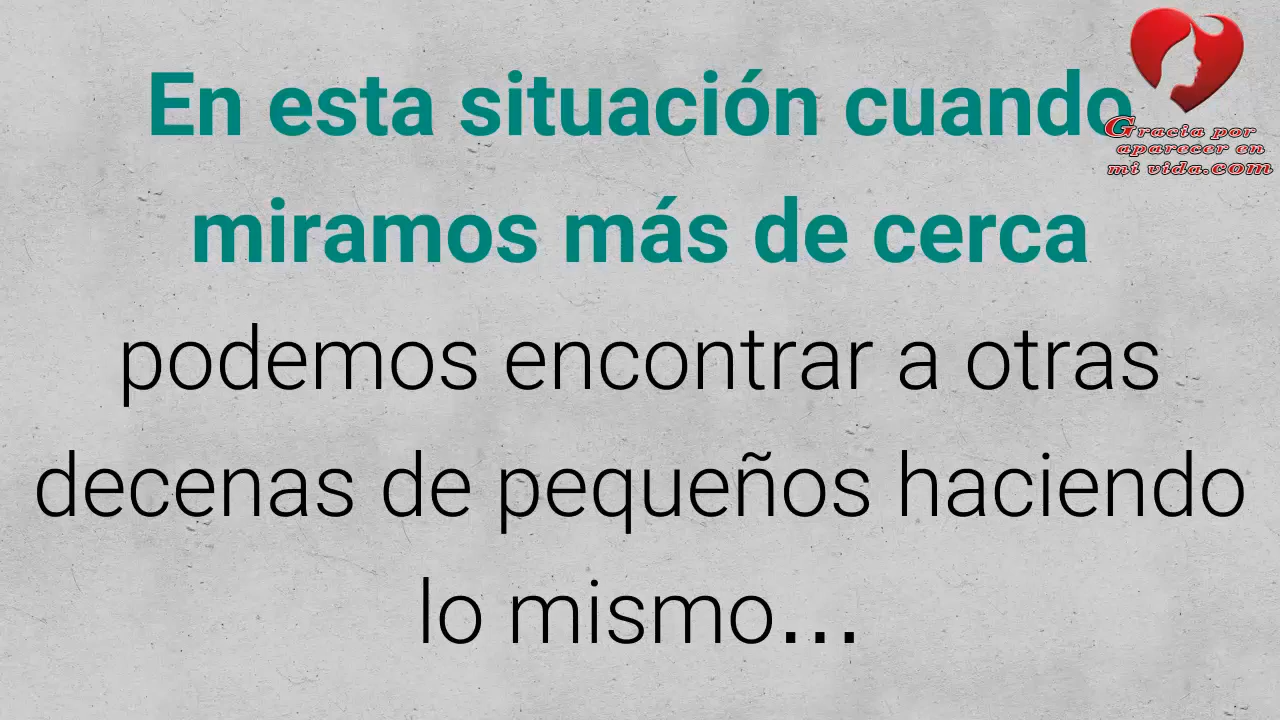 En esta situación cuando
miramos más de cerca
podemos encontrar a otras
decenas de pequeños haciendo
lo mismo...
Gracia por
aparecer en
mi vida.com